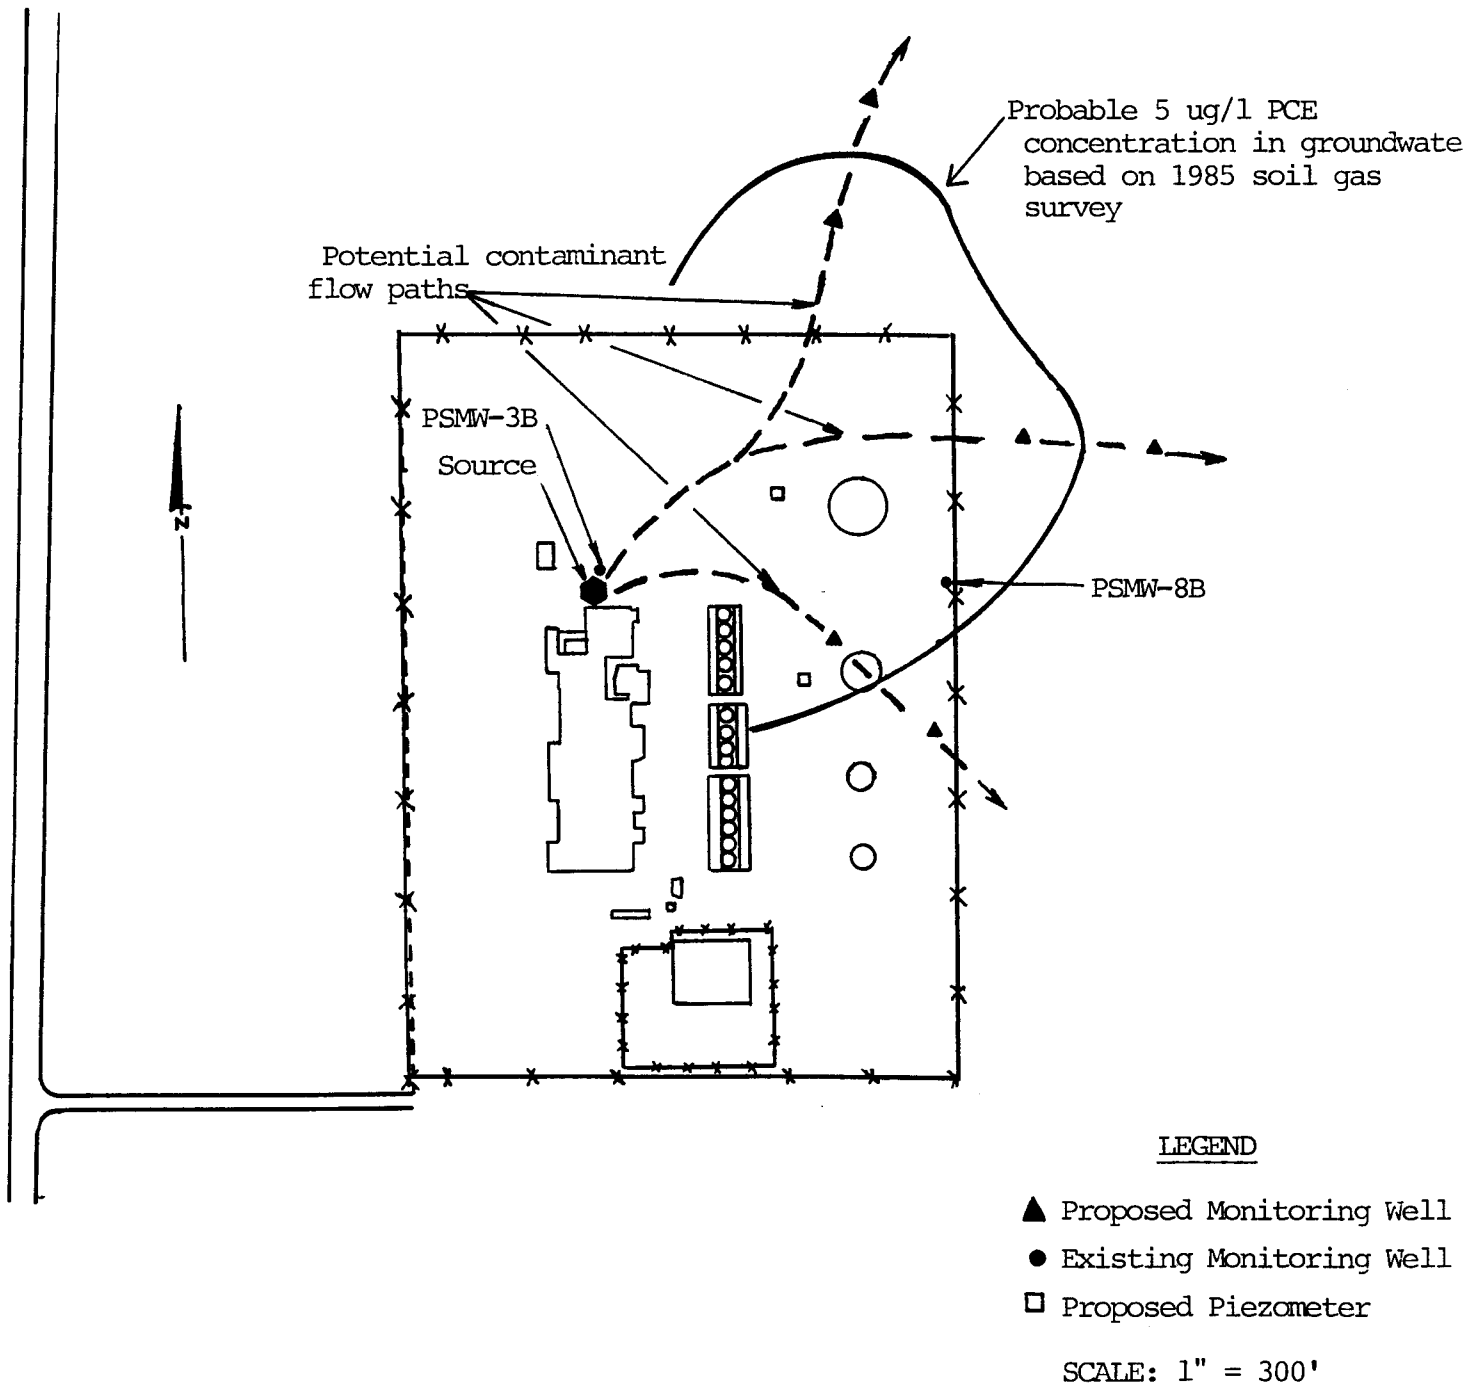 Probable 5 ug/l PCE
concentration in groundwate
based on 1985 soil gas
survey
Potential contaminant
flow paths
PSMW-3B
Source
N
PSMW-8B
LEGEND
Proposed Monitoring Well
Existing Monitoring Well
Proposed Piezometer
SCALE: 1" = 300'